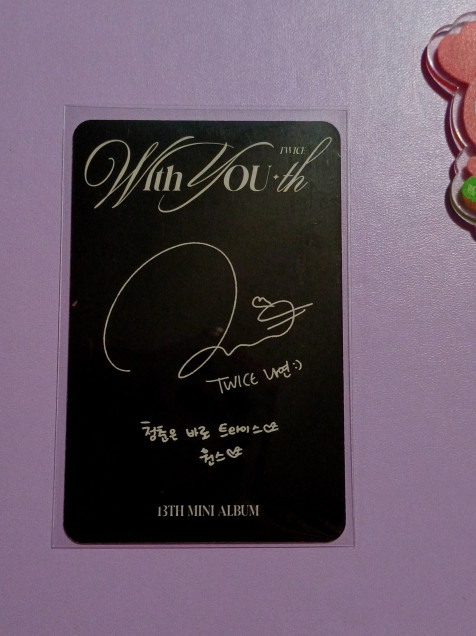 TWICE
With YOU-th
TWICE 나연:)
청춘은 바로 트와이스♡
원스♡
13TH MINI ALBUM